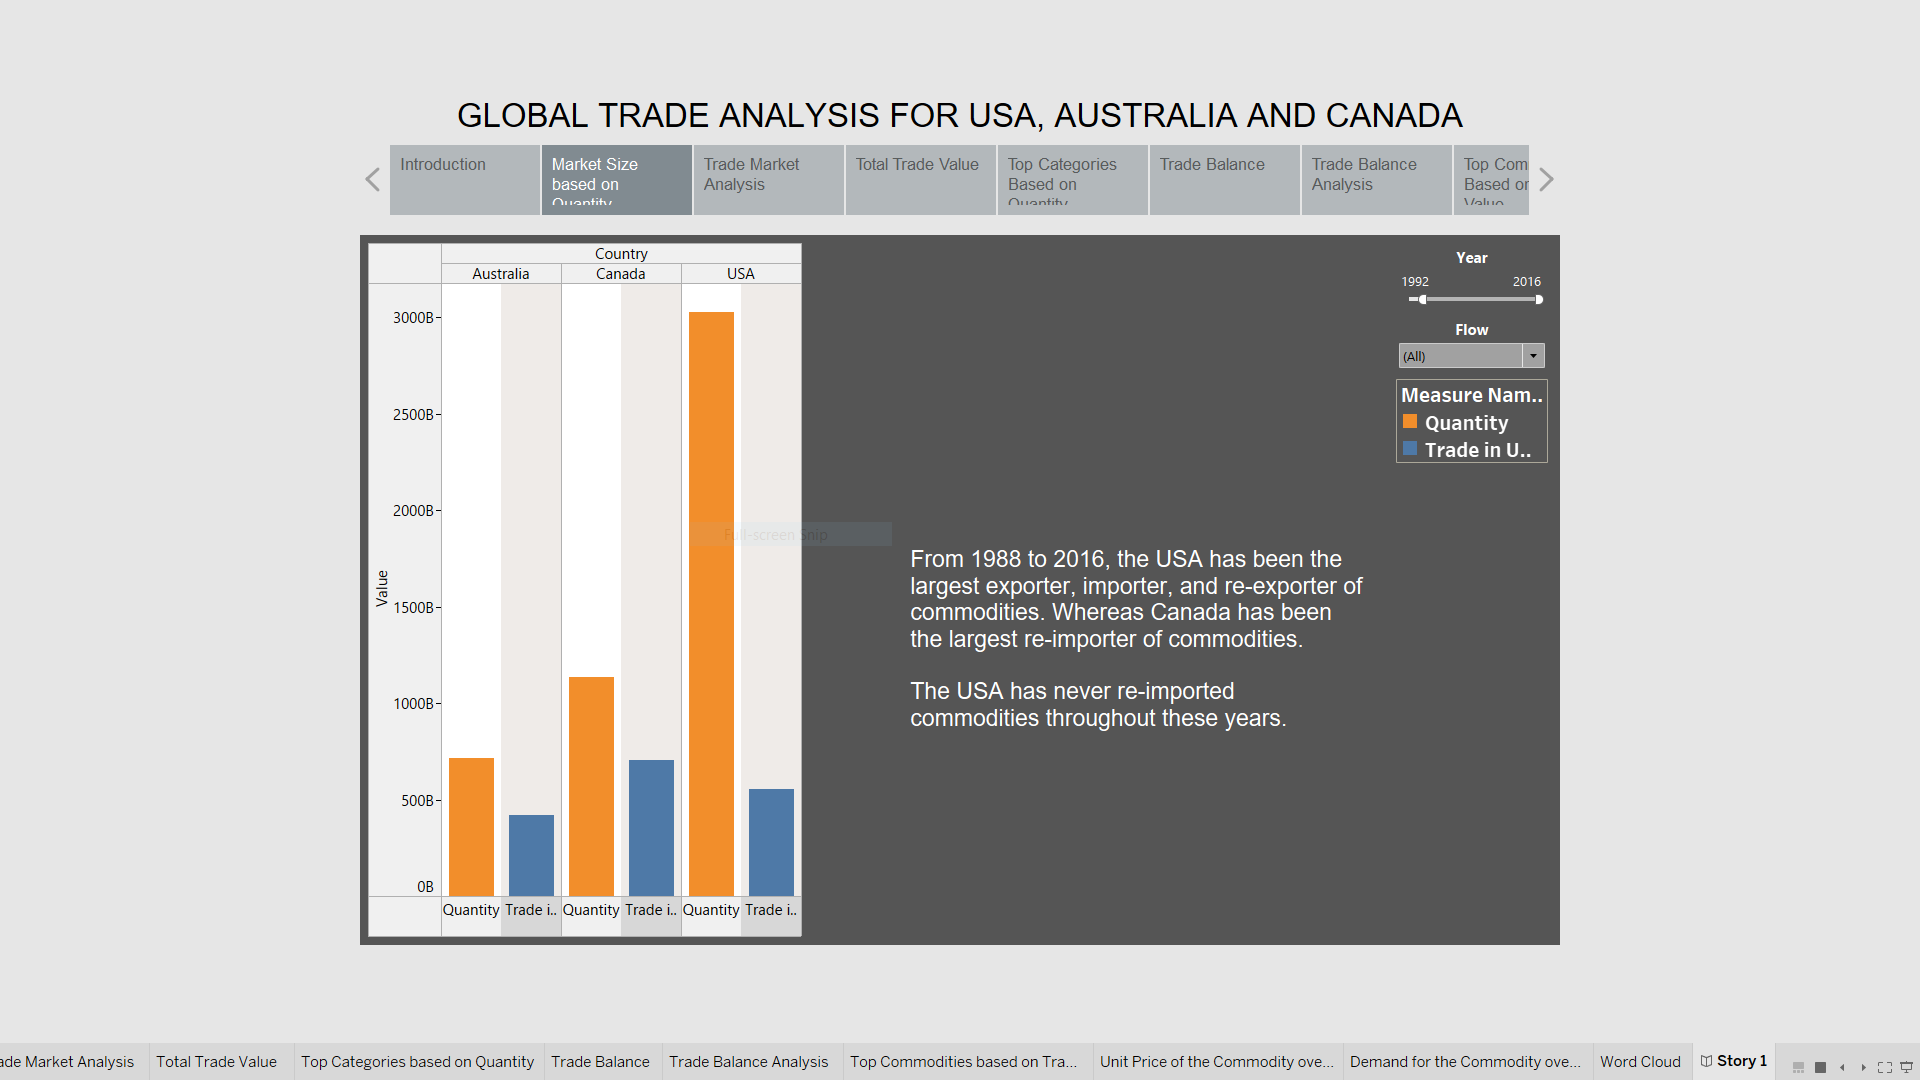 GLOBAL TRADE ANALYSIS FOR USA, AUSTRALIA AND CANADA
Introduction
Market Size
based on
Quantity
Trade Market
Analysis
Total Trade Value
Top Categories
Based on
Quantity
Trade Balance
Trade Balance
Analysis
Top Com
Based or
Value
Country
Australia
Canada
USA
3000B
2500B
2000B
1500B
1000B
500B
0B
Value
Quantity
Trade i..
Quantity
Trade i..
Quantity
Trade i..
Full-screen Snip
From 1988 to 2016, the USA has been the
largest exporter, importer, and re-exporter of
commodities. Whereas Canada has been
the largest re-importer of commodities.
The USA has never re-imported
commodities throughout these years.
Year
1992
2016
Flow
(All)
Measure Nam..
Quantity
Trade in U..
ade Market Analysis
Total Trade Value
Top Categories based on Quantity
Trade Balance
Trade Balance Analysis
Top Commodities based on Tra...
Unit Price of the Commodity ove...
Demand for the Commodity ove...
Word Cloud
Story 1